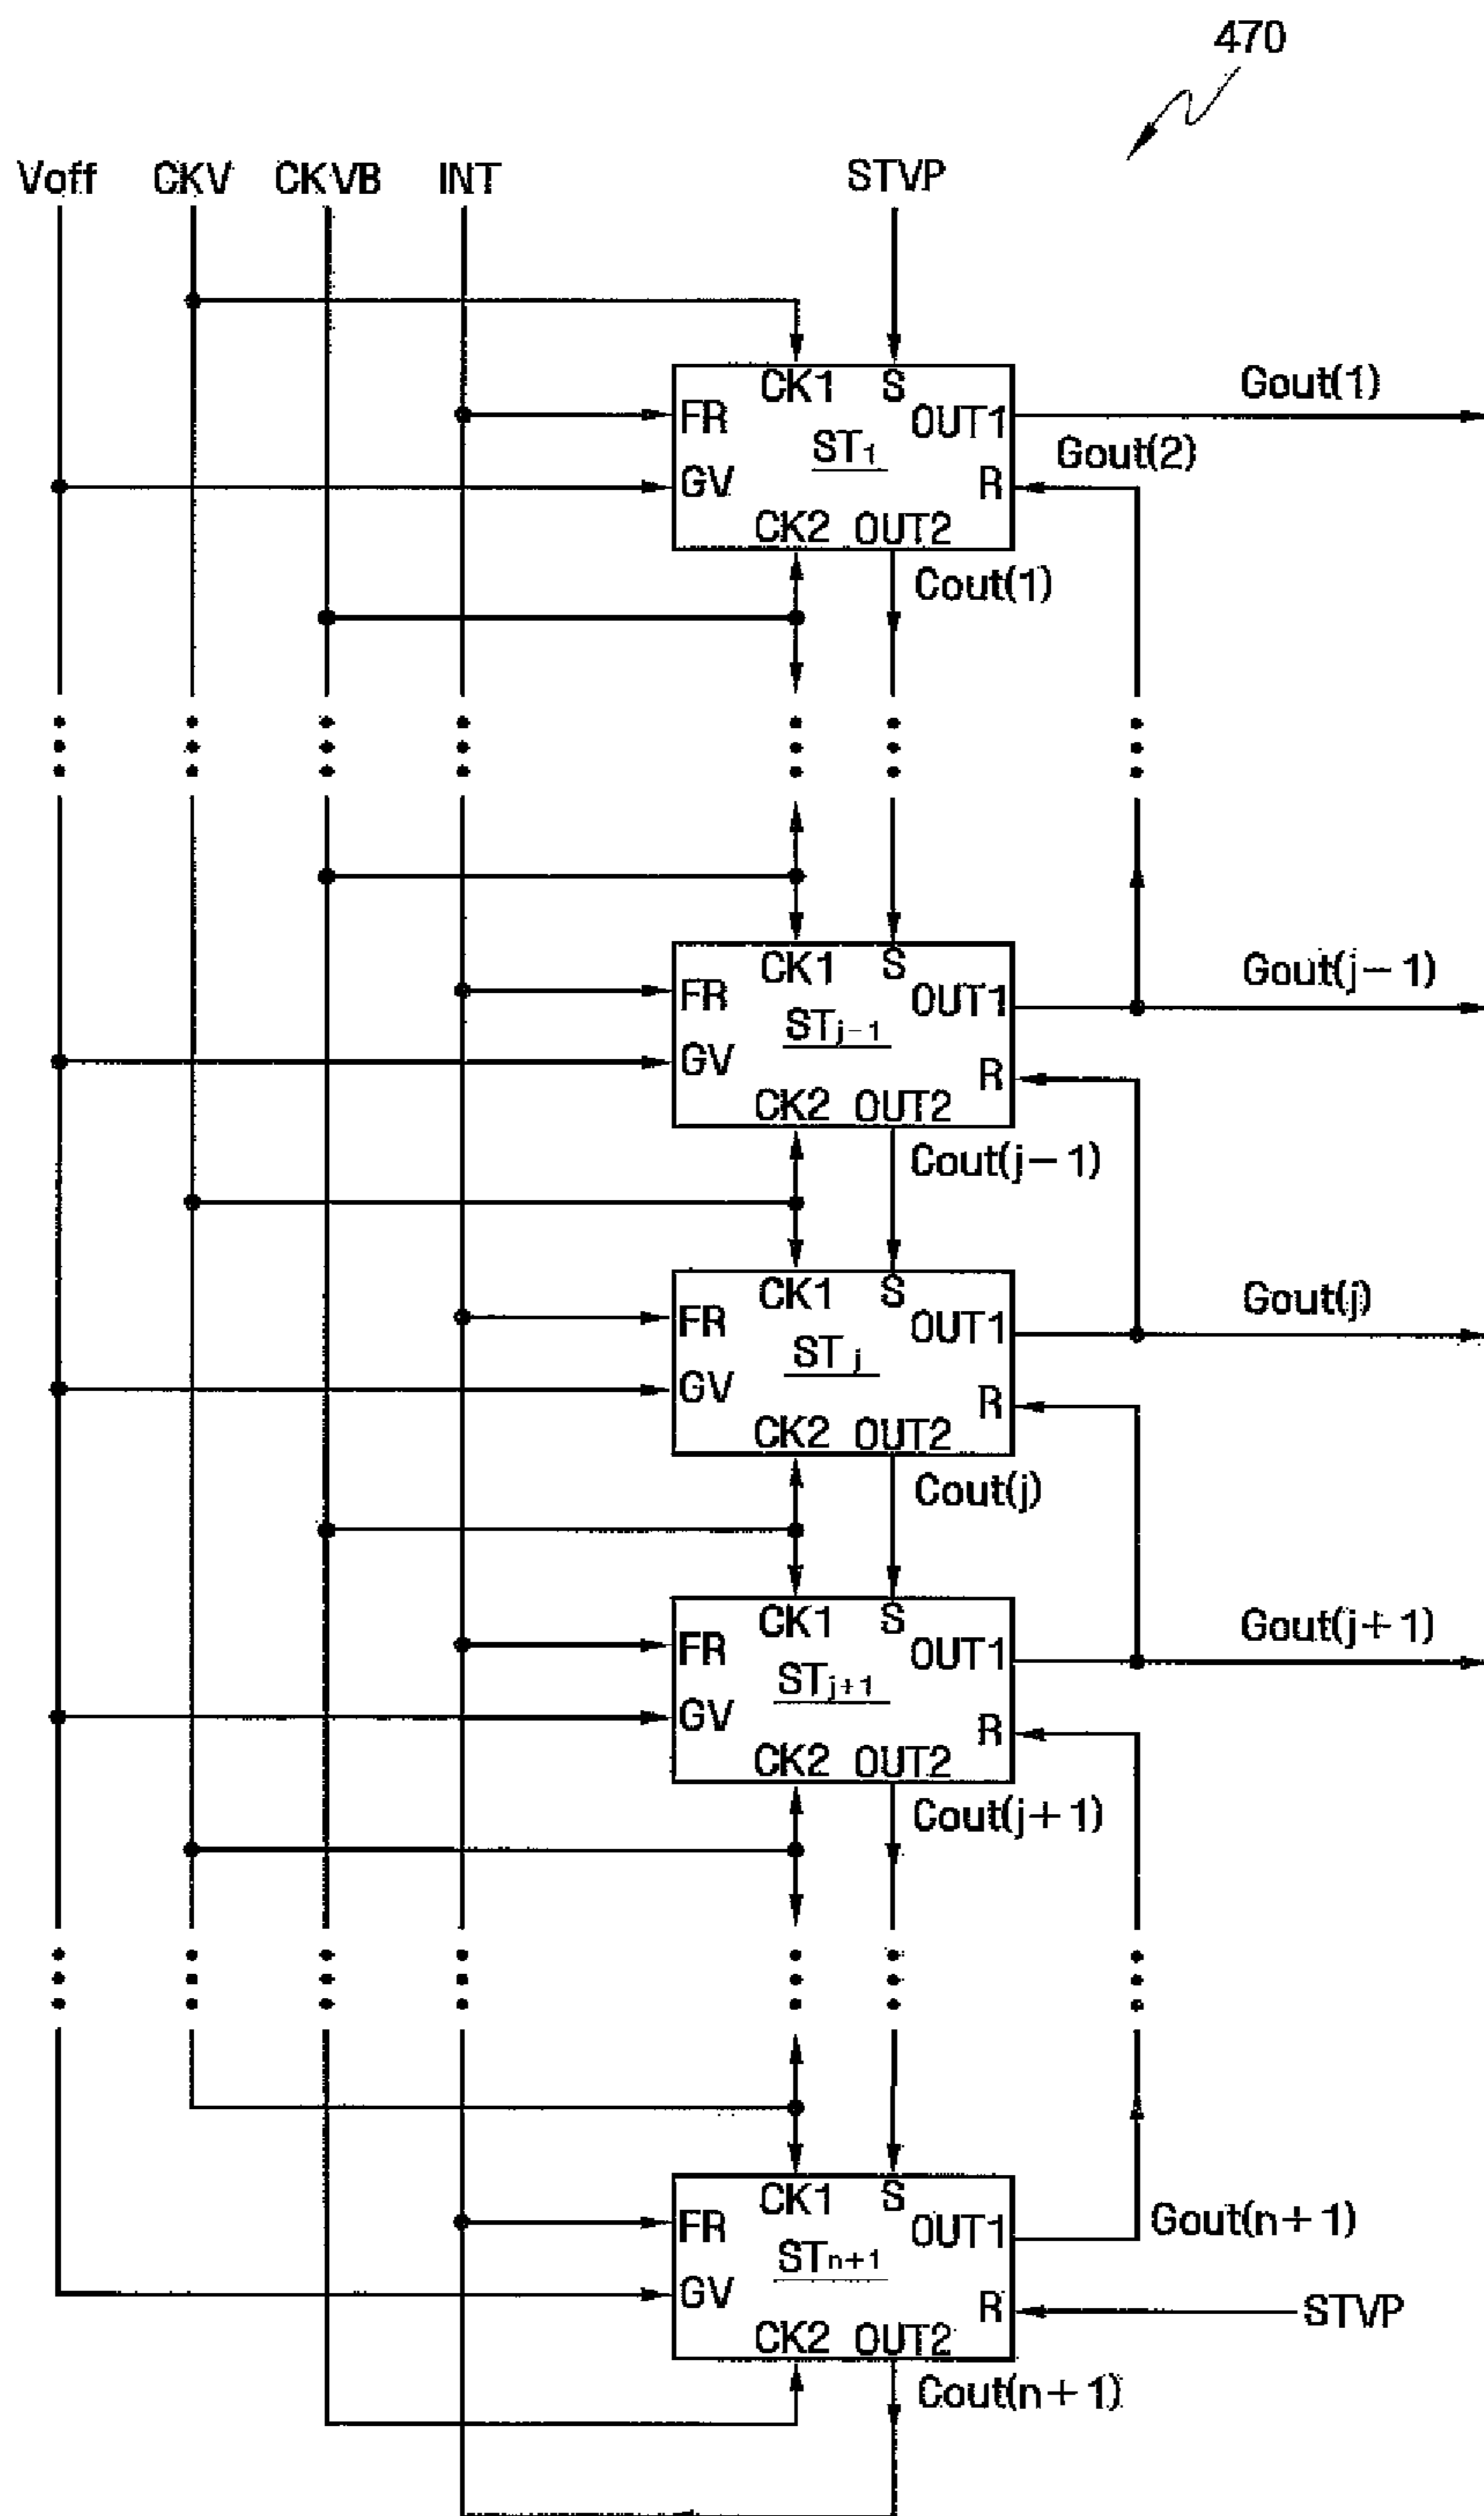 470
Voff CKV CKVB INT STVP
CK1 S
FR OUT1 Gout(1)
ST1 Gout(2)
GV R
CK2 OUT2
Cout(1)
CK1 S
FR OUT1 Gout(j-1)
STj-1
GV R
CK2 OUT2
Cout(j-1)
CK1 S
FR OUT1 Gout(j)
STj
GV R
CK2 OUT2
Cout(j)
CK1 S
FR OUT1 Gout(j+1)
STj+1
GV R
CK2 OUT2
Cout(j+1)
CK1 S
FR OUT1 Gout(n+1)
STn+1
GV R STVP
CK2 OUT2
Cout(n+1)